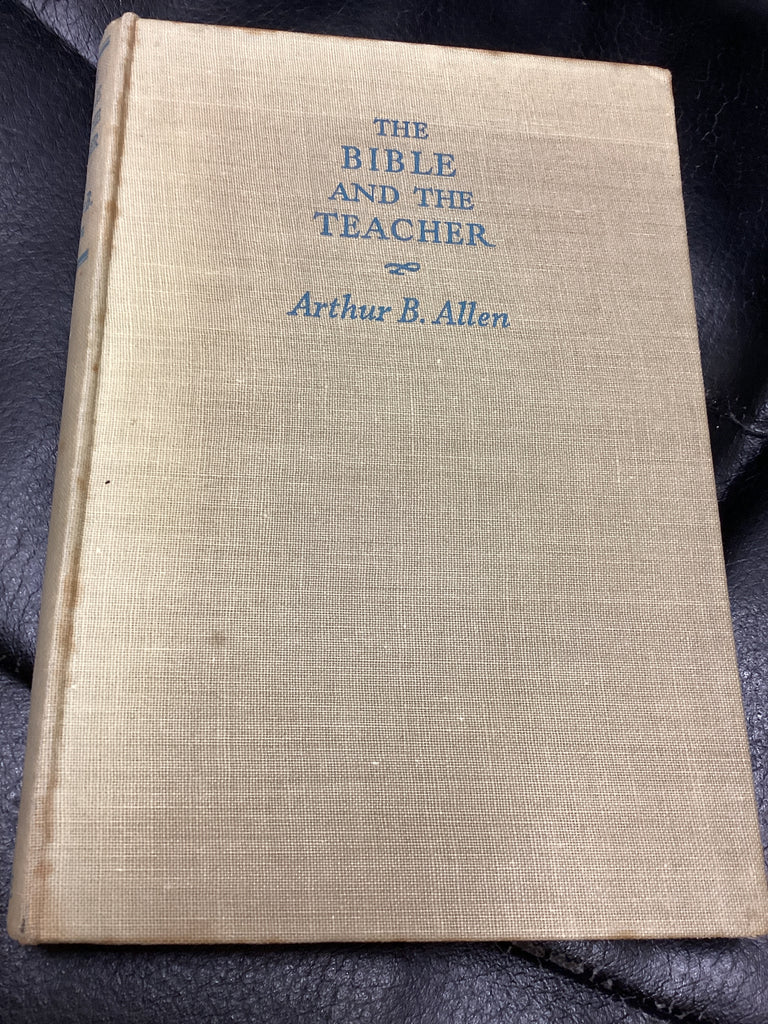 THE
BIBLE
AND THE
TEACHER
Arthur B. Allen